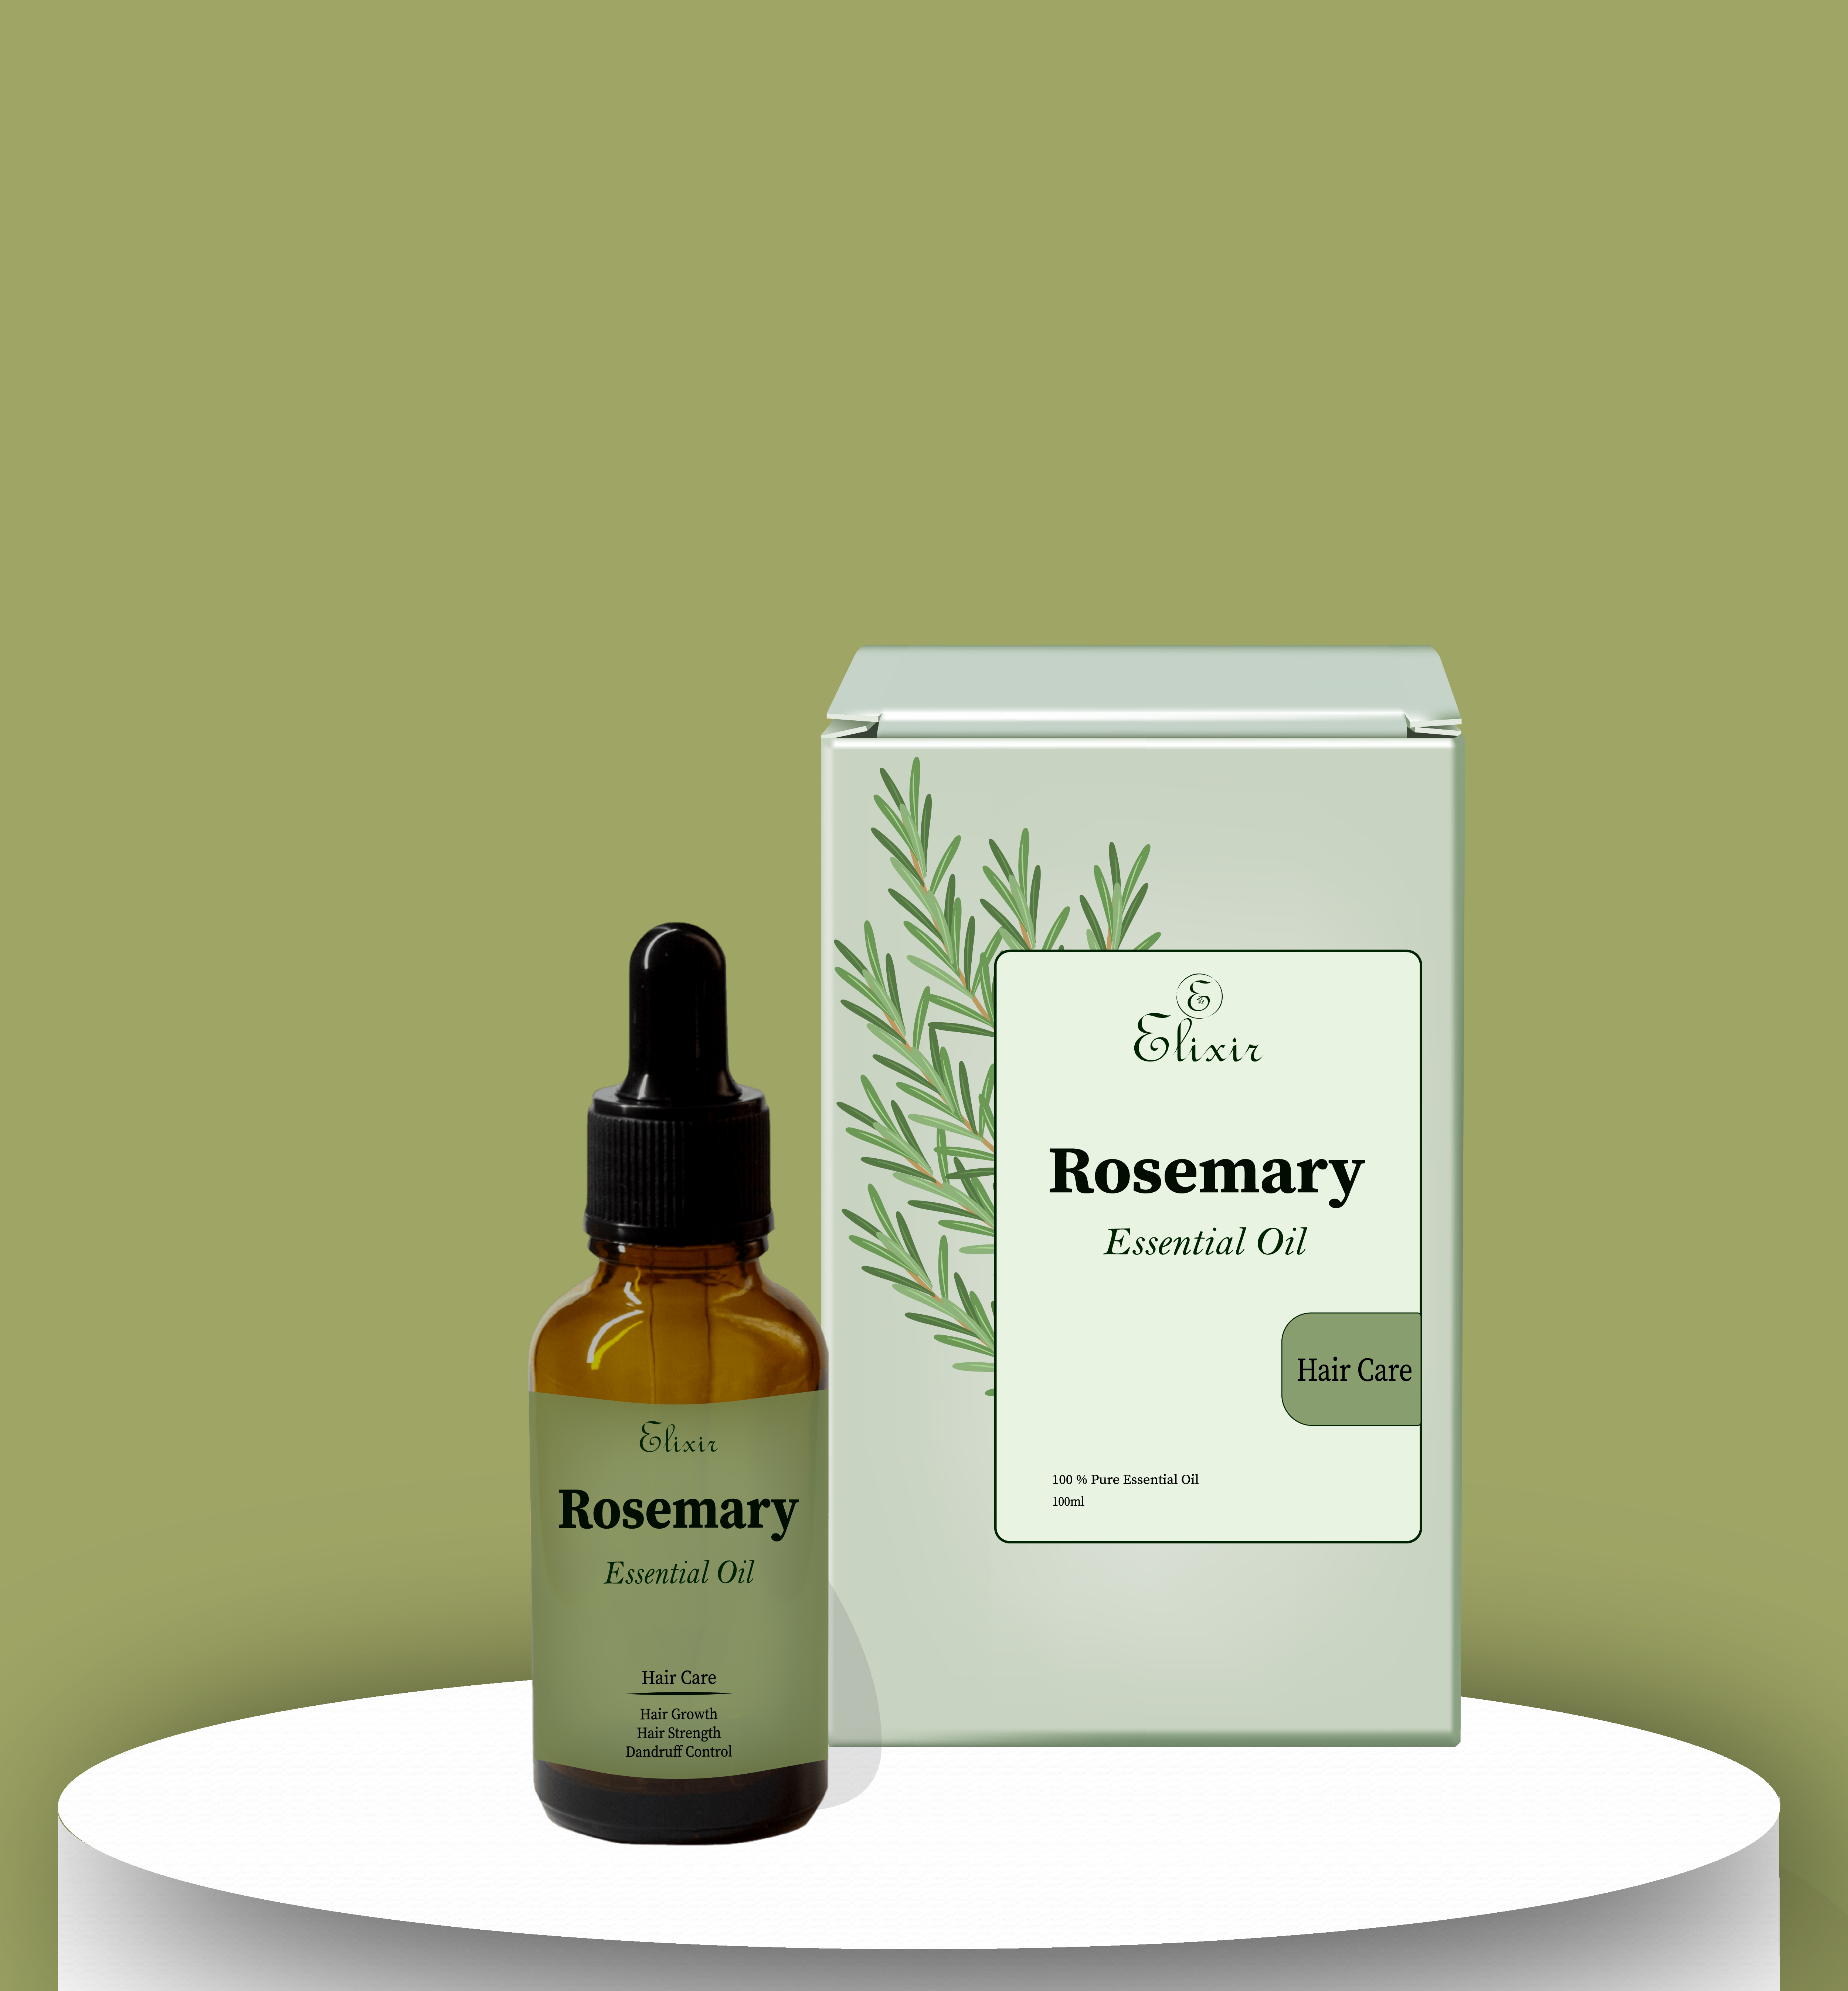 E
Elixir
Rosemary
Essential Oil
Hair Care
100 % Pure Essential Oil
100ml
Elixir
Rosemary
Essential Oil
Hair Care
Hair Growth
Hair Strength
Dandruff Control